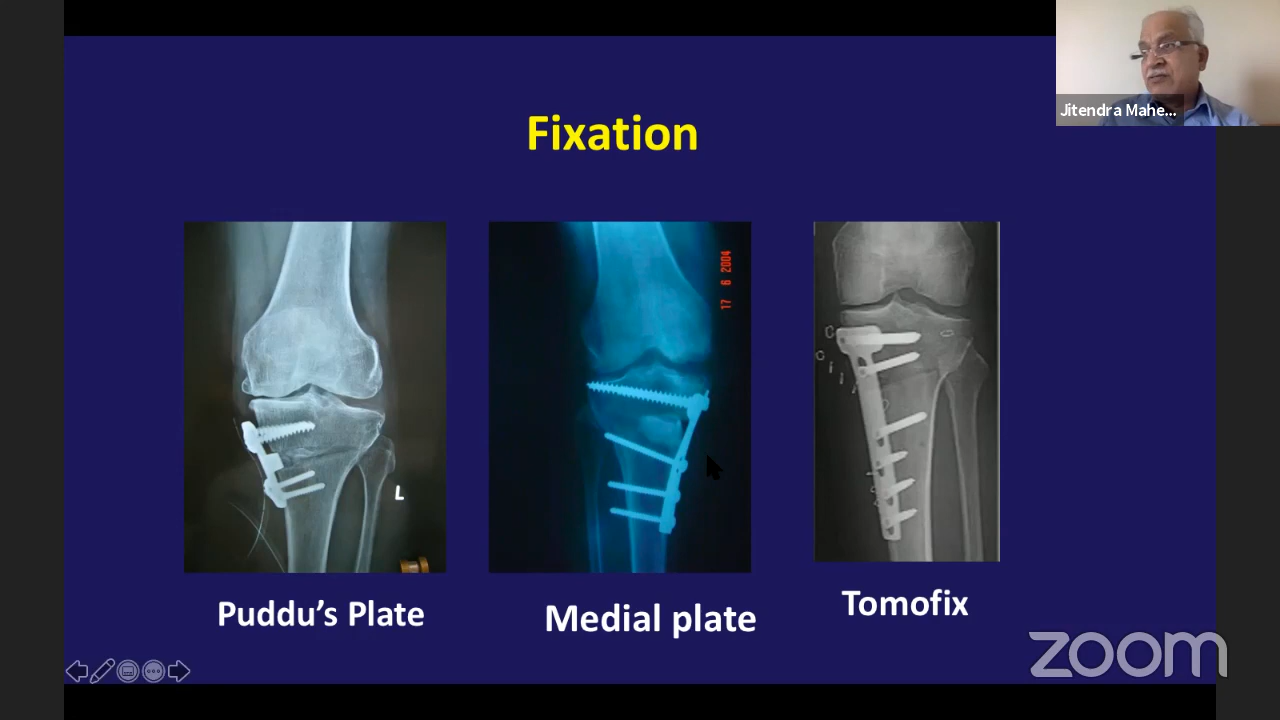 Jitendra Mahe...
Fixation
17 6 2004
L
Puddu's Plate
Medial plate
Tomofix
zoom